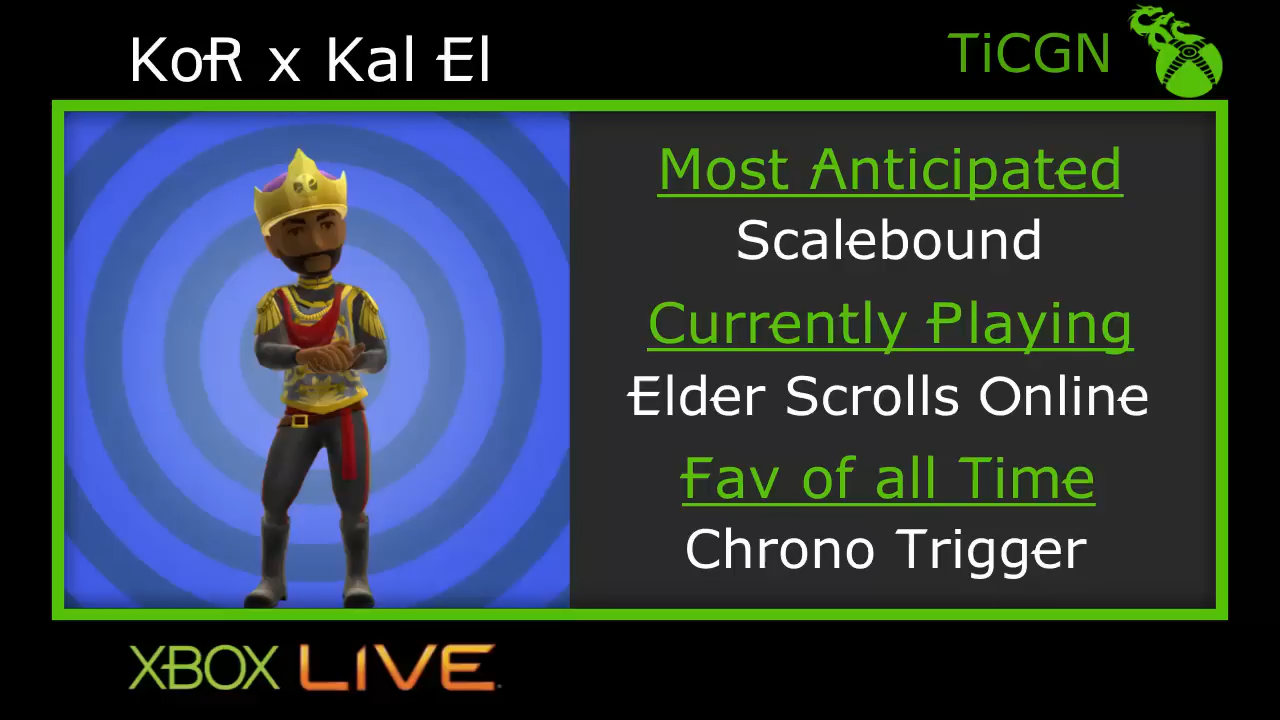 KoR x Kal El
TiCGN
Most Anticipated
Scalebound
Currently Playing
Elder Scrolls Online
Fav of all Time
Chrono Trigger
XBOX LIVE